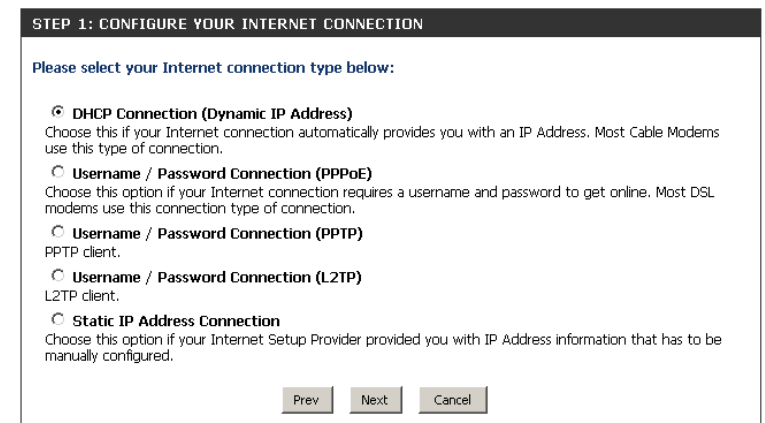 STEP 1: CONFIGURE YOUR INTERNET CONNECTION
Please select your Internet connection type below:
DHCP Connection (Dynamic IP Address)
Choose this if your Internet connection automatically provides you with an IP Address. Most Cable Modems
use this type of connection.
Username / Password Connection (PPPoE)
Choose this option if your Internet connection requires a username and password to get online. Most DSL
modems use this connection type of connection.
Username / Password Connection (PPTP)
PPTP client.
Username / Password Connection (L2TP)
L2TP client.
Static IP Address Connection
Choose this option if your Internet Setup Provider provided you with IP Address information that has to be
manually configured.
Prev Next Cancel